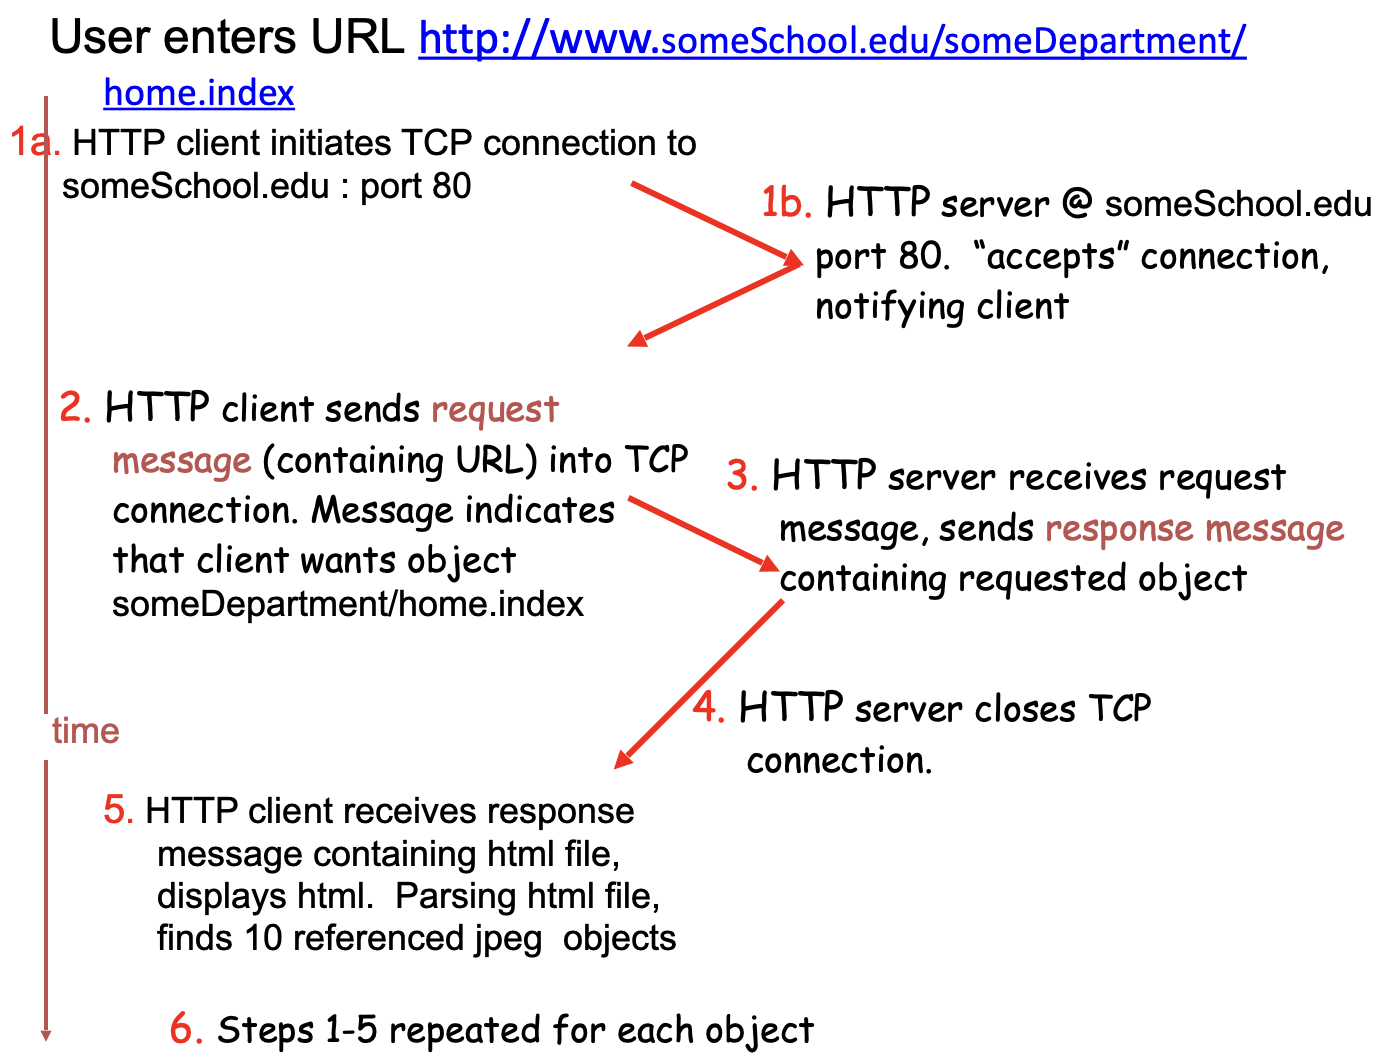 User enters URL http://www.someSchool.edu/someDepartment/
home.index
1a. HTTP client initiates TCP connection to
someSchool.edu : port 80
1b. HTTP server @ someSchool.edu
port 80.  “accepts” connection,
notifying client
2. HTTP client sends request
message (containing URL) into TCP
connection. Message indicates
that client wants object
someDepartment/home.index
3. HTTP server receives request
message, sends response message
containing requested object
4. HTTP server closes TCP
connection.
time
5. HTTP client receives response
message containing html file,
displays html.  Parsing html file,
finds 10 referenced jpeg  objects
6. Steps 1-5 repeated for each object